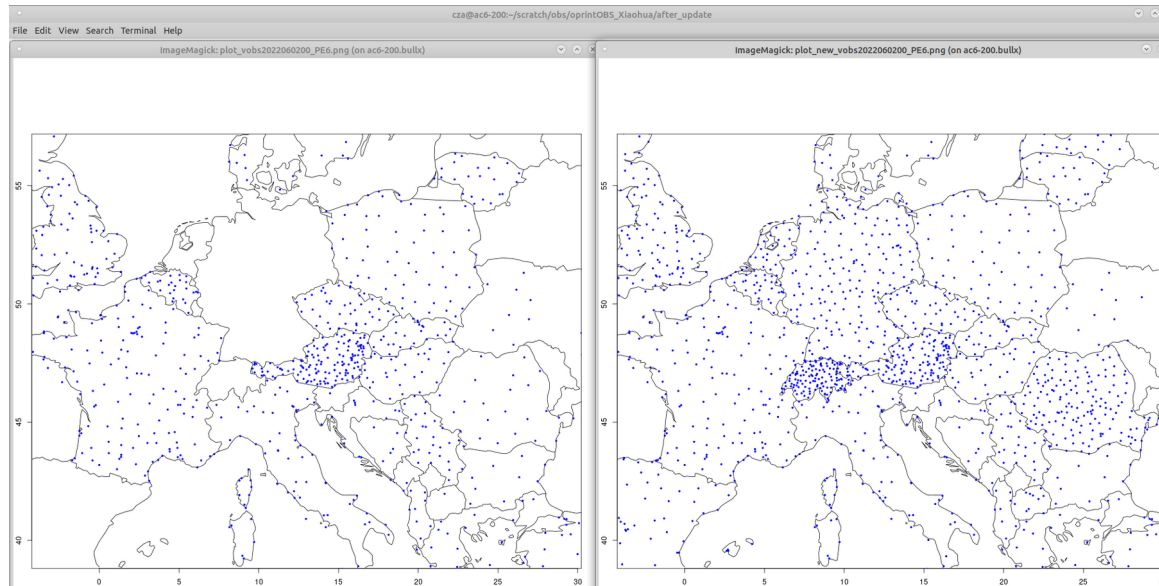 cza@ac6-200:~/scratch/obs/oprintOBS_Xiaohua/after_update
File Edit View Search Terminal Help
ImageMagick: plot_vobs2022060200_PE6.png (on ac6-200.bullx)
ImageMagick: plot_new_vobs2022060200_PE6.png (on ac6-200.bullx)
55
50
45
40
0 5 10 15 20 25 30
55
50
45
40
0 5 10 15 20 25